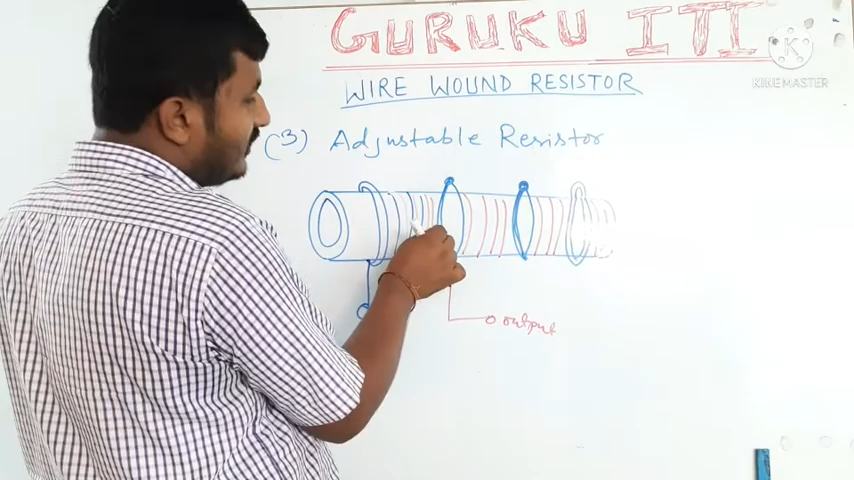 GURUKU ITI
KINEMASTER
WIRE WOUND RESISTOR
(3) Adjustable Resistor
output